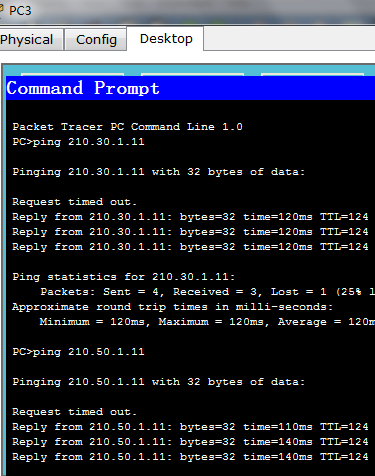 PC3
Physical Config Desktop
Command Prompt
Packet Tracer PC Command Line 1.0
PC>ping 210.30.1.11
Pinging 210.30.1.11 with 32 bytes of data:
Request timed out.
Reply from 210.30.1.11: bytes=32 time=120ms TTL=124
Reply from 210.30.1.11: bytes=32 time=120ms TTL=124
Reply from 210.30.1.11: bytes=32 time=120ms TTL=124
Ping statistics for 210.30.1.11:
Packets: Sent = 4, Received = 3, Lost = 1 (25% l
Approximate round trip times in milli-seconds:
Minimum = 120ms, Maximum = 120ms, Average = 120m
PC>ping 210.50.1.11
Pinging 210.50.1.11 with 32 bytes of data:
Request timed out.
Reply from 210.50.1.11: bytes=32 time=110ms TTL=124
Reply from 210.50.1.11: bytes=32 time=140ms TTL=124
Reply from 210.50.1.11: bytes=32 time=140ms TTL=124